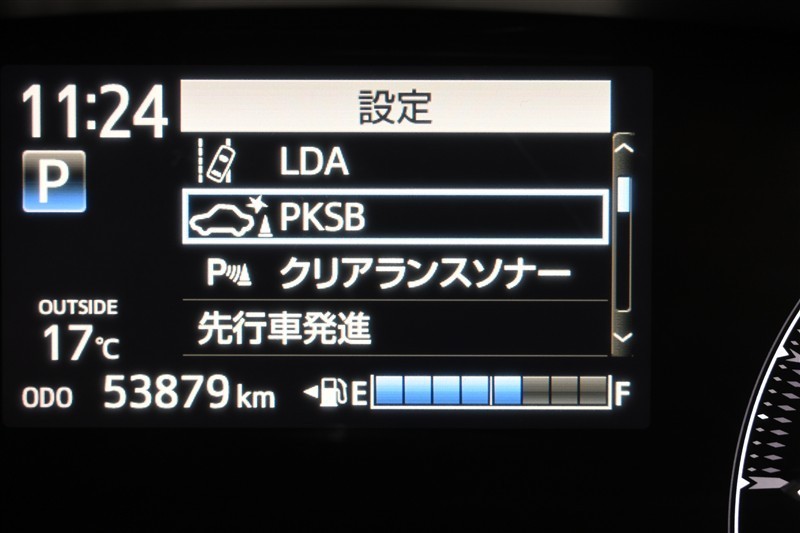 11:24
設定
LDA
P
PKSB
P クリアランスソナー
OUTSIDE
先行車発進
17℃
ODO 53879 km
E F